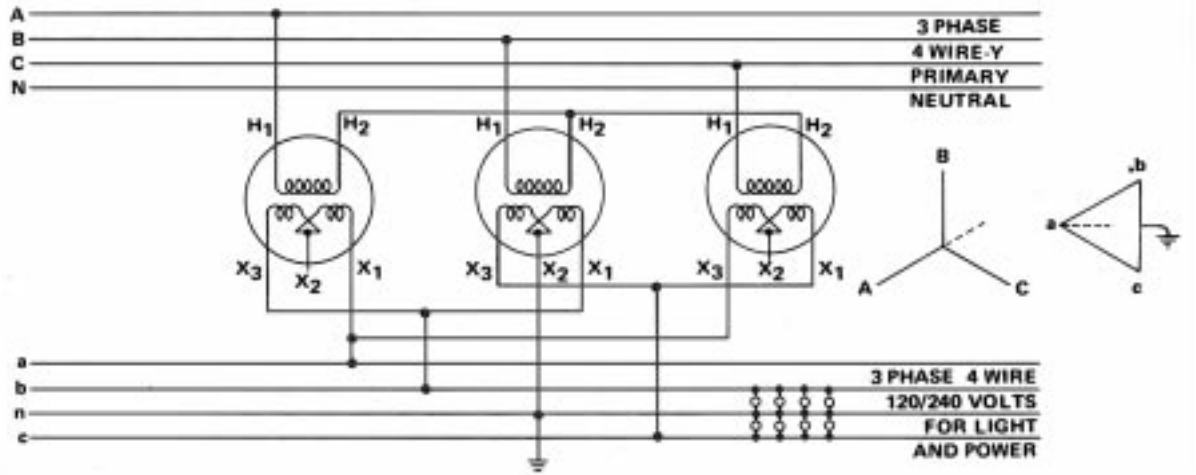 A
B
C
N
3 PHASE
4 WIRE-Y
PRIMARY
NEUTRAL
H1 H2 H1 H2 H1 H2
X3 X2 X1 X3 X2 X1 X3 X2 X1
B
A C
b
a
c
a
b
n
c
3 PHASE 4 WIRE
120/240 VOLTS
FOR LIGHT
AND POWER